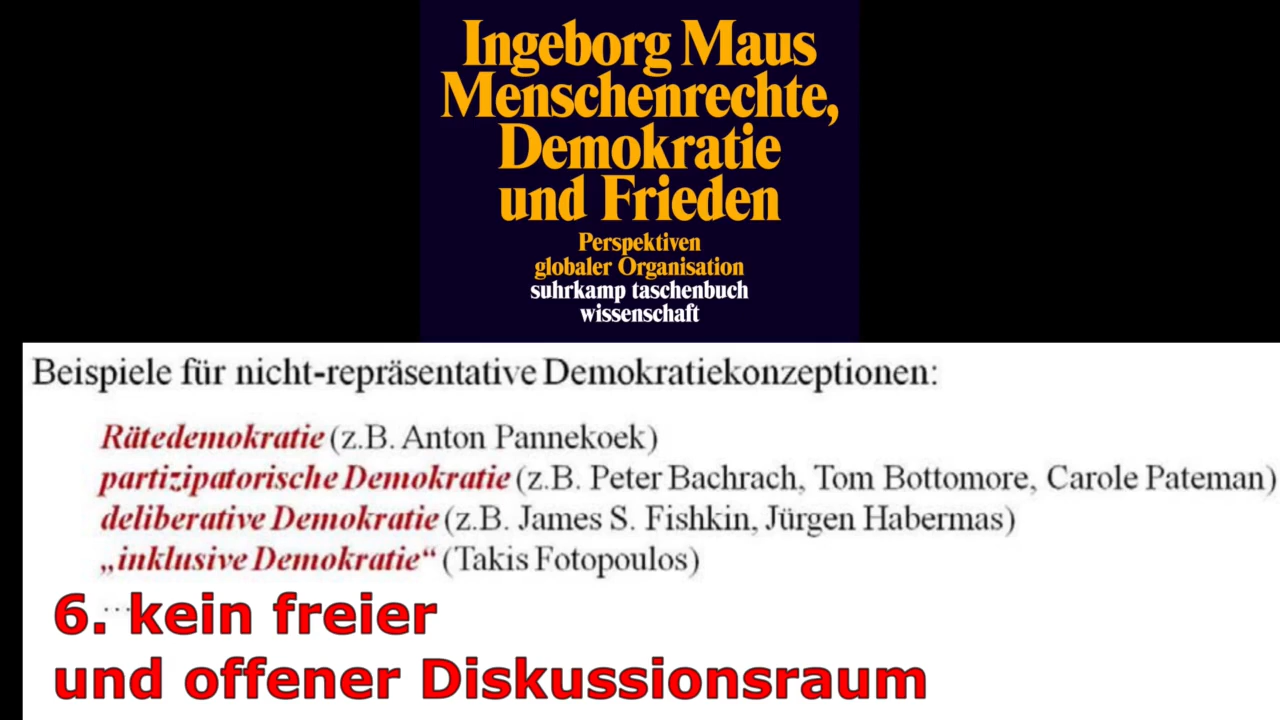 Ingeborg Maus
Menschenrechte,
Demokratie
und Frieden
Perspektiven
globaler Organisation
suhrkamp taschenbuch
wissenschaft
Beispiele für nicht-repräsentative Demokratiekonzeptionen:
Rätedemokratie (z.B. Anton Pannekoek)
partizipatorische Demokratie (z.B. Peter Bachrach, Tom Bottomore, Carole Pateman)
deliberative Demokratie (z.B. James S. Fishkin, Jürgen Habermas)
„inklusive Demokratie“ (Takis Fotopoulos)
...
6. kein freier
und offener Diskussionsraum